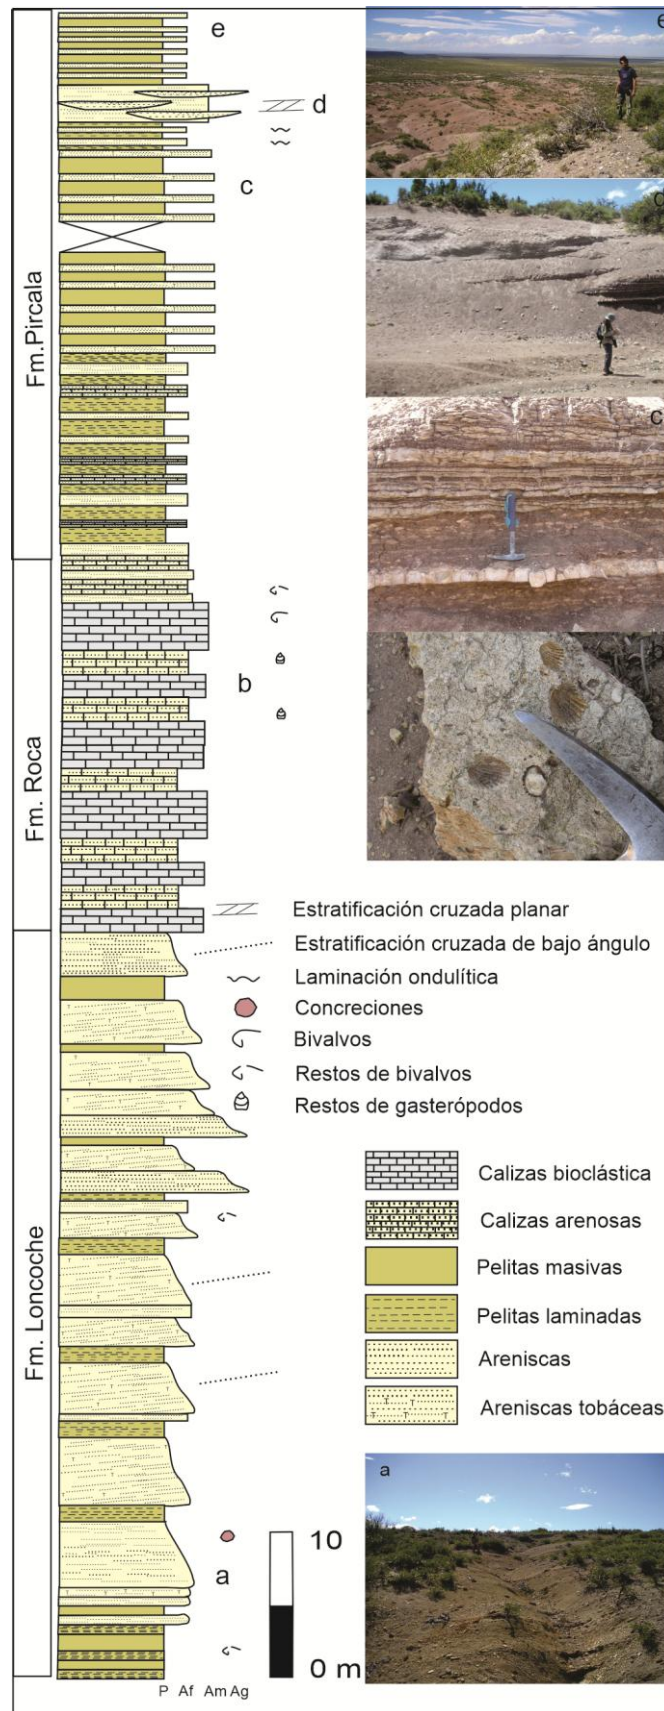 e
e
d
Fm.Pircala
c
d
c
b
Fm. Roca
Estratificación cruzada planar
Estratificación cruzada de bajo ángulo
Laminación ondulítica
Concreciones
Bivalvos
Restos de bivalvos
Restos de gasterópodos
Fm. Loncoche
Calizas bioclástica
Calizas arenosas
Pelitas masivas
Pelitas laminadas
Areniscas
Areniscas tobáceas
a
a
10
0 m
P Af Am Ag